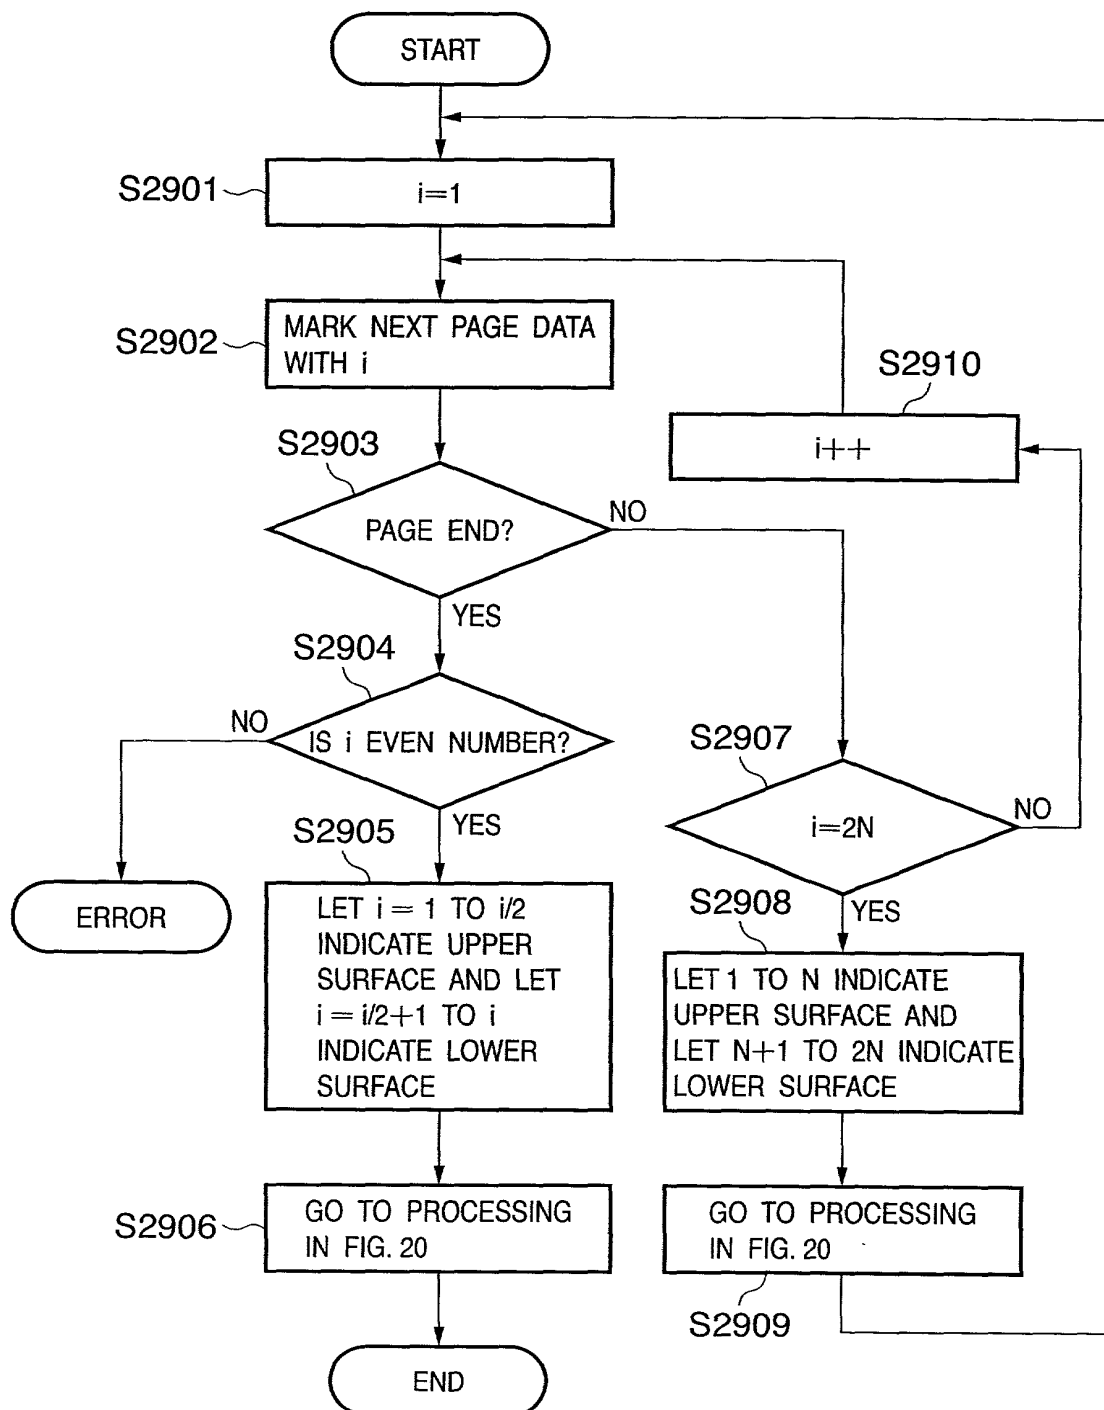 START
S2901
i=1
S2902
MARK NEXT PAGE DATA
WITH i
S2910
i++
S2903
PAGE END?
NO
YES
S2904
NO
IS i EVEN NUMBER?
S2907
i=2N
NO
YES
S2905
ERROR
LET i = 1 TO i/2
INDICATE UPPER
SURFACE AND LET
i = i/2+1 TO i
INDICATE LOWER
SURFACE
YES
S2908
LET 1 TO N INDICATE
UPPER SURFACE AND
LET N+1 TO 2N INDICATE
LOWER SURFACE
S2906
GO TO PROCESSING
IN FIG. 20
GO TO PROCESSING
IN FIG. 20
S2909
END